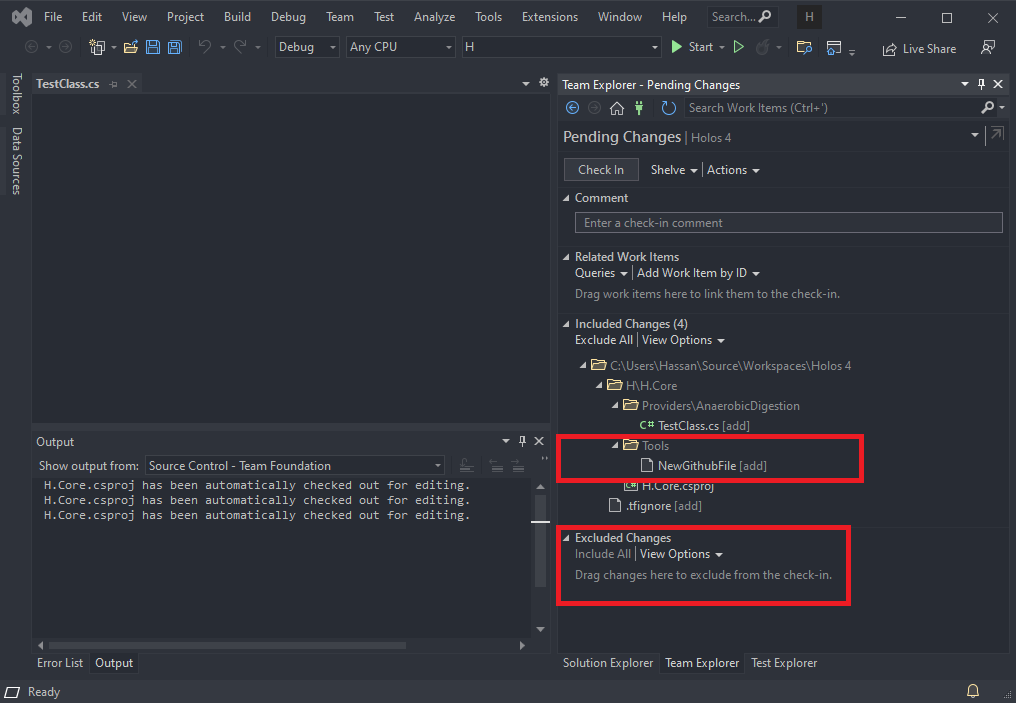 File Edit View Project Build Debug Team Test Analyze Tools Extensions Window Help Search... H
Debug Any CPU H Start Live Share
Toolbox
Data Sources
TestClass.cs
Output
Show output from: Source Control - Team Foundation
H.Core.csproj has been automatically checked out for editing.
H.Core.csproj has been automatically checked out for editing.
H.Core.csproj has been automatically checked out for editing.
Error List Output
Team Explorer - Pending Changes
Search Work Items (Ctrl+')
Pending Changes | Holos 4
Check In Shelve Actions
Comment
Enter a check-in comment
Related Work Items
Queries Add Work Item by ID
Drag work items here to link them to the check-in.
Included Changes (4)
Exclude All View Options
C:\Users\Hassan\Source\Workspaces\Holos 4
H\H.Core
Providers\AnaerobicDigestion
C# TestClass.cs [add]
Tools
NewGithubFile [add]
H.Core.csproj
.tfignore [add]
Excluded Changes
Include All View Options
Drag changes here to exclude from the check-in.
Solution Explorer Team Explorer Test Explorer
Ready